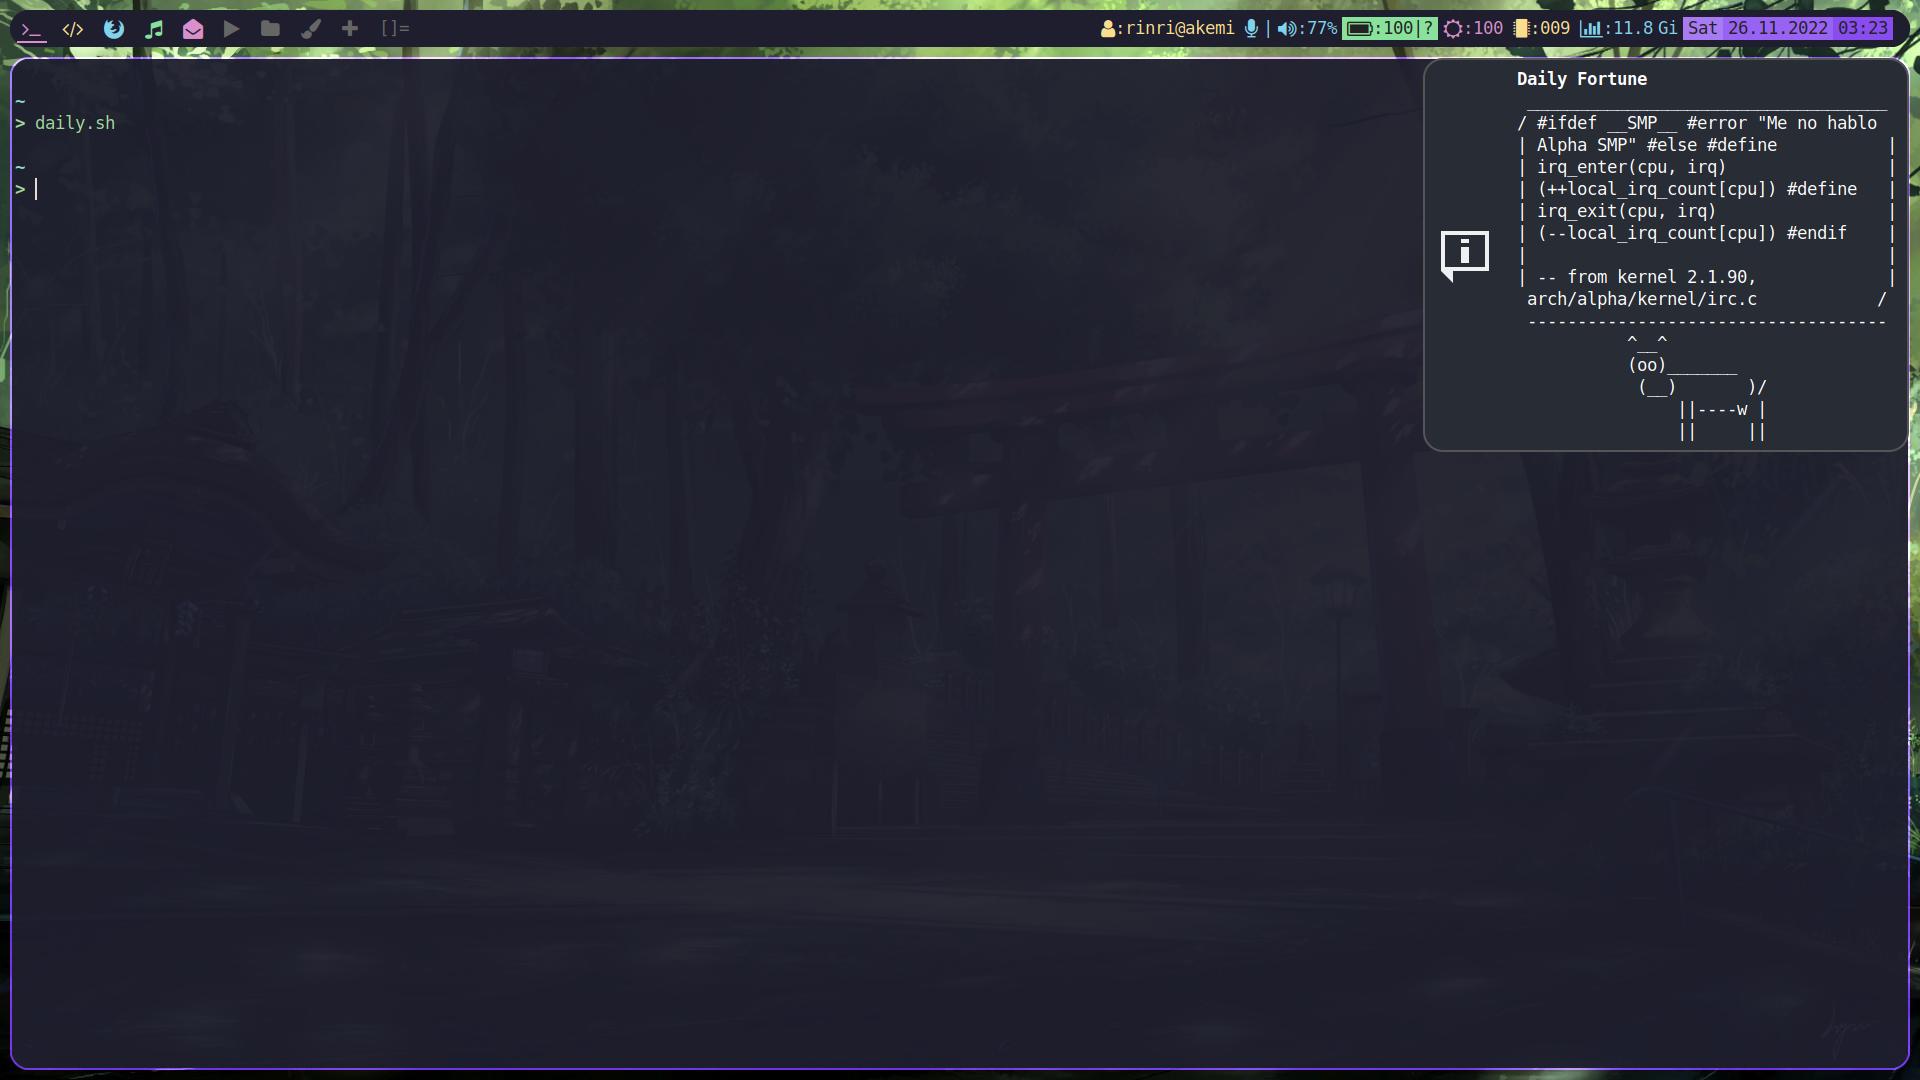 >_ </> []= :rinri@akemi |:77% :100|? :100 :009 :11.8 Gi Sat 26.11.2022 03:23
~
> daily.sh
~
>
Daily Fortune
 ____________________________________
/ #ifdef __SMP__ #error "Me no hablo
| Alpha SMP" #else #define           |
| irq_enter(cpu, irq)                |
| (++local_irq_count[cpu]) #define   |
| irq_exit(cpu, irq)                 |
| (--local_irq_count[cpu]) #endif    |
|                                    |
| -- from kernel 2.1.90,             |
 arch/alpha/kernel/irc.c            /
 ------------------------------------
           ^__^
           (oo)_______
            (__)       )/
                ||----w |
                ||     ||